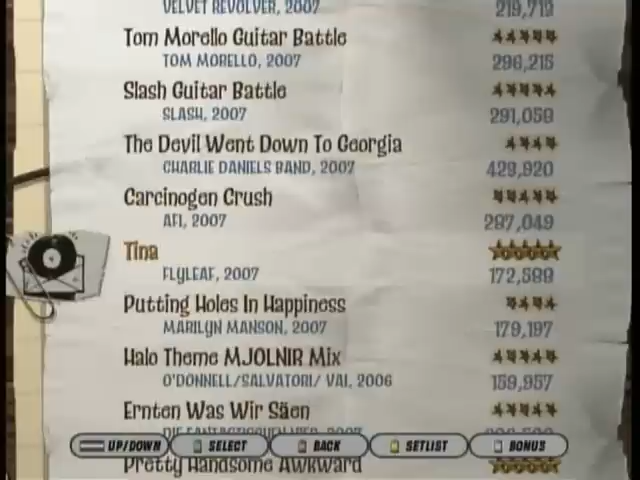 VELVET REVOLVER, 2007 219,712
Tom Morello Guitar Battle
TOM MORELLO, 2007 296,215
Slash Guitar Battle
SLASH, 2007 291,059
The Devil Went Down To Georgia
CHARLIE DANIELS BAND, 2007 429,920
Carcinogen Crush
AFI, 2007 297,049
Tina
FLYLEAF, 2007 172,599
Putting Holes In Happiness
MARILYN MANSON, 2007 179,197
Halo Theme MJOLNIR Mix
O'DONNELL/SALVATORI/ VAI, 2006 159,957
Ernten Was Wir Säen
UP/DOWN SELECT BACK SETLIST BONUS
Pretty Handsome Awkward